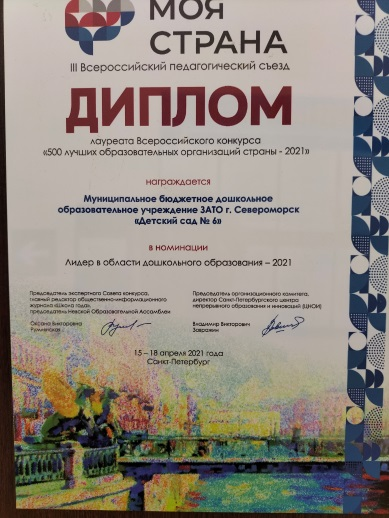 МОЯ
СТРАНА
III Всероссийский педагогический съезд
ДИПЛОМ
лауреата Всероссийского конкурса
«500 лучших образовательных организаций страны - 2021»
награждается
Муниципальное бюджетное дошкольное
образовательное учреждение ЗАТО г. Североморск
«Детский сад № 6»
в номинации
Лидер в области дошкольного образования – 2021
Председатель экспертного Совета конкурса,
главный редактор общественно-информационного
журнала «Школа года»,
председатель Невской Образовательной Ассамблеи
Оксана Викторовна
Председатель организационного комитета,
директор Санкт-Петербургского центра
непрерывного образования и инноваций (ЦНОИ)
Владимир Викторович
15 – 18 апреля 2021 года
Санкт-Петербург